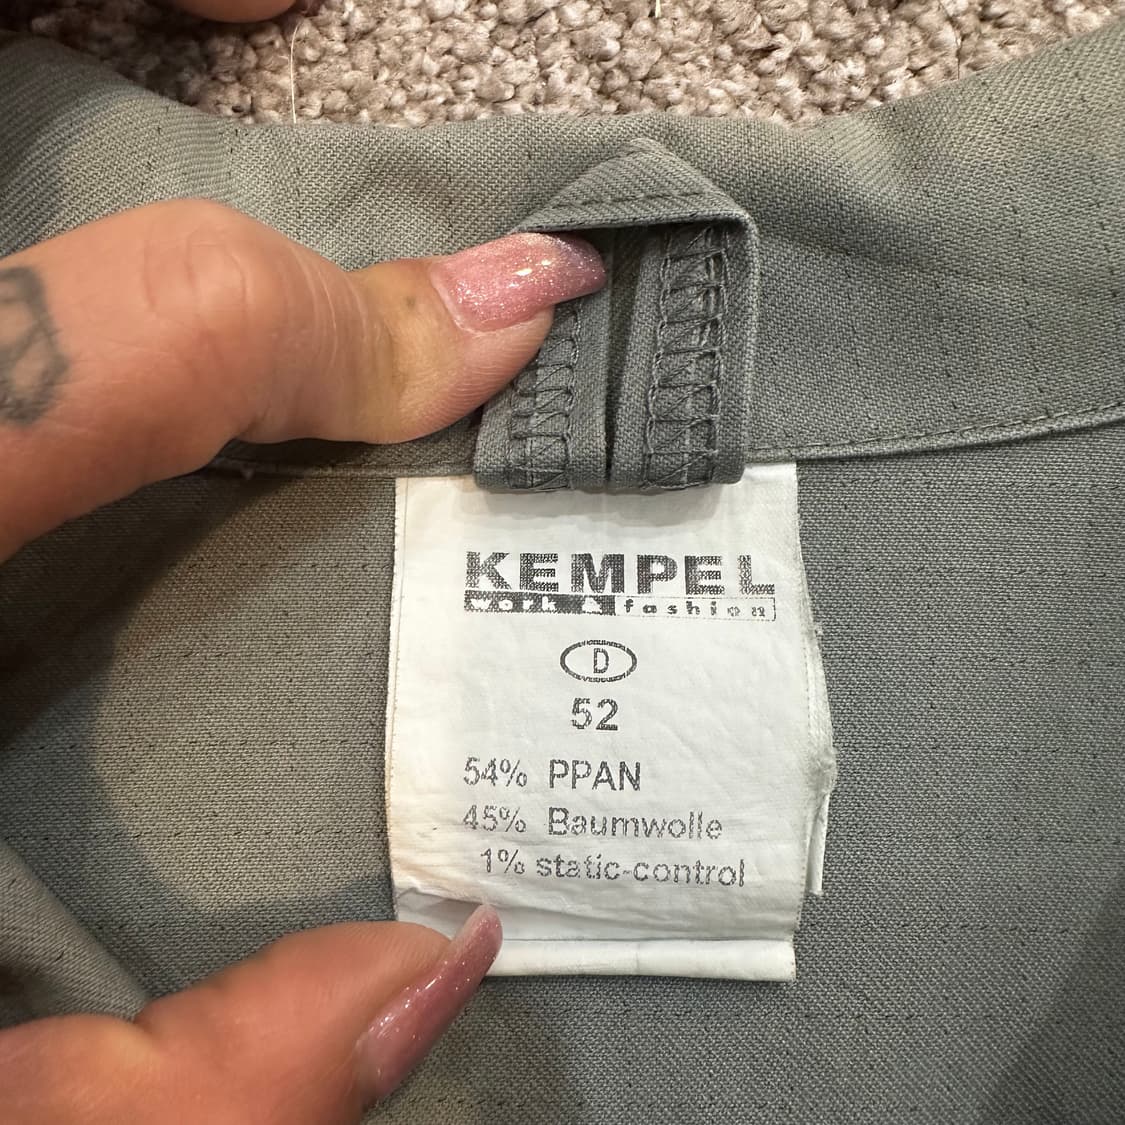 KEMPEL
work & fashion
D
52
54% PPAN
45% Baumwolle
1% static-control